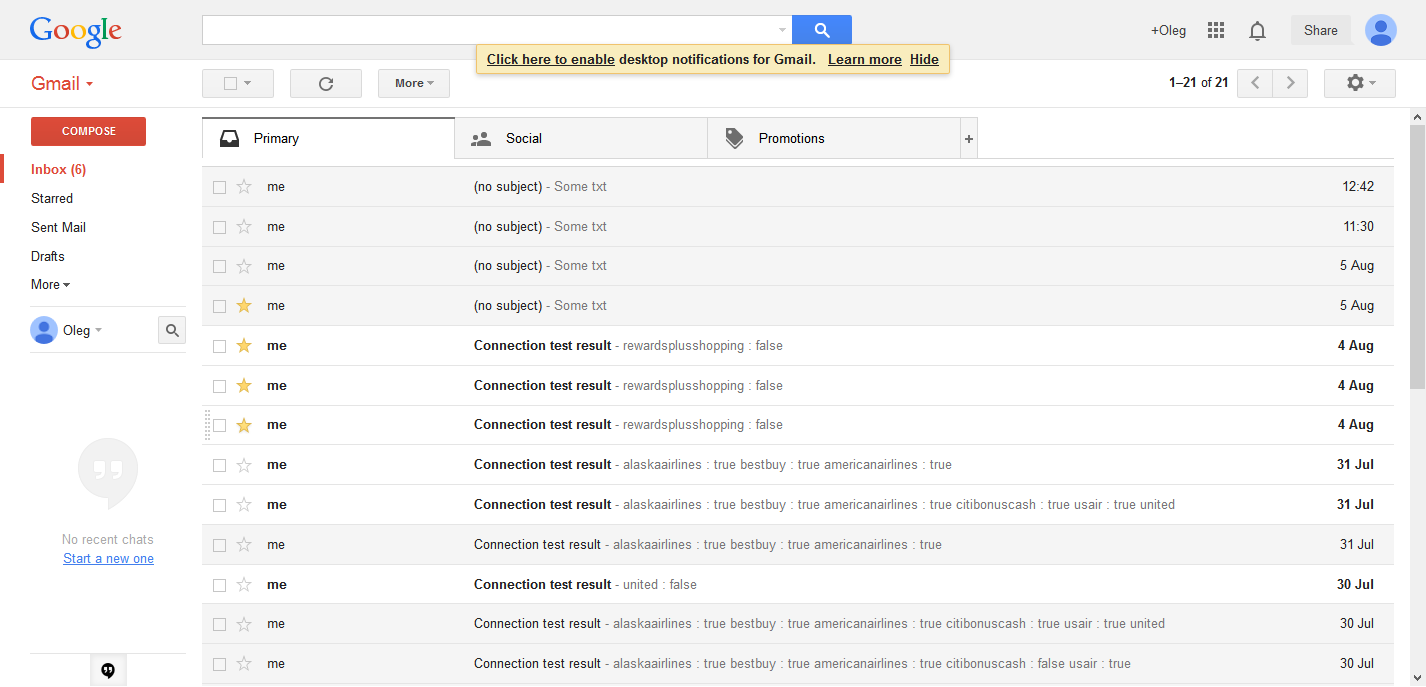 Google
+Oleg
Share
Click here to enable desktop notifications for Gmail. Learn more Hide
Gmail
More
1–21 of 21
COMPOSE
Inbox (6)
Starred
Sent Mail
Drafts
More
Oleg
No recent chats
Start a new one
Primary
Social
Promotions
+
me (no subject) - Some txt 12:42
me (no subject) - Some txt 11:30
me (no subject) - Some txt 5 Aug
me (no subject) - Some txt 5 Aug
me Connection test result - rewardsplusshopping : false 4 Aug
me Connection test result - rewardsplusshopping : false 4 Aug
me Connection test result - rewardsplusshopping : false 4 Aug
me Connection test result - alaskaairlines : true bestbuy : true americanairlines : true 31 Jul
me Connection test result - alaskaairlines : true bestbuy : true americanairlines : true citibonuscash : true usair : true united 31 Jul
me Connection test result - alaskaairlines : true bestbuy : true americanairlines : true 31 Jul
me Connection test result - united : false 30 Jul
me Connection test result - alaskaairlines : true bestbuy : true americanairlines : true citibonuscash : true usair : true united 30 Jul
me Connection test result - alaskaairlines : true bestbuy : true americanairlines : true citibonuscash : false usair : true 30 Jul